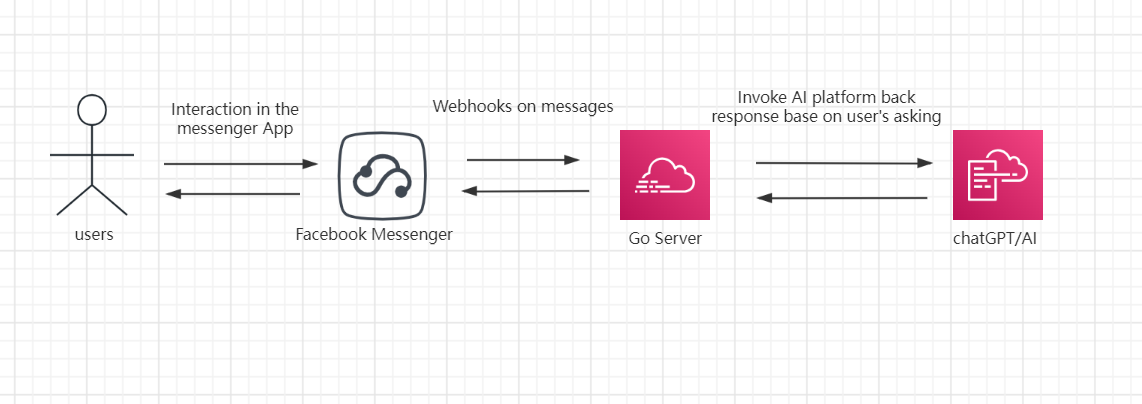 Interaction in the
messenger App
Webhooks on messages
Invoke AI platform back
response base on user's asking
users
Facebook Messenger
Go Server
chatGPT/AI